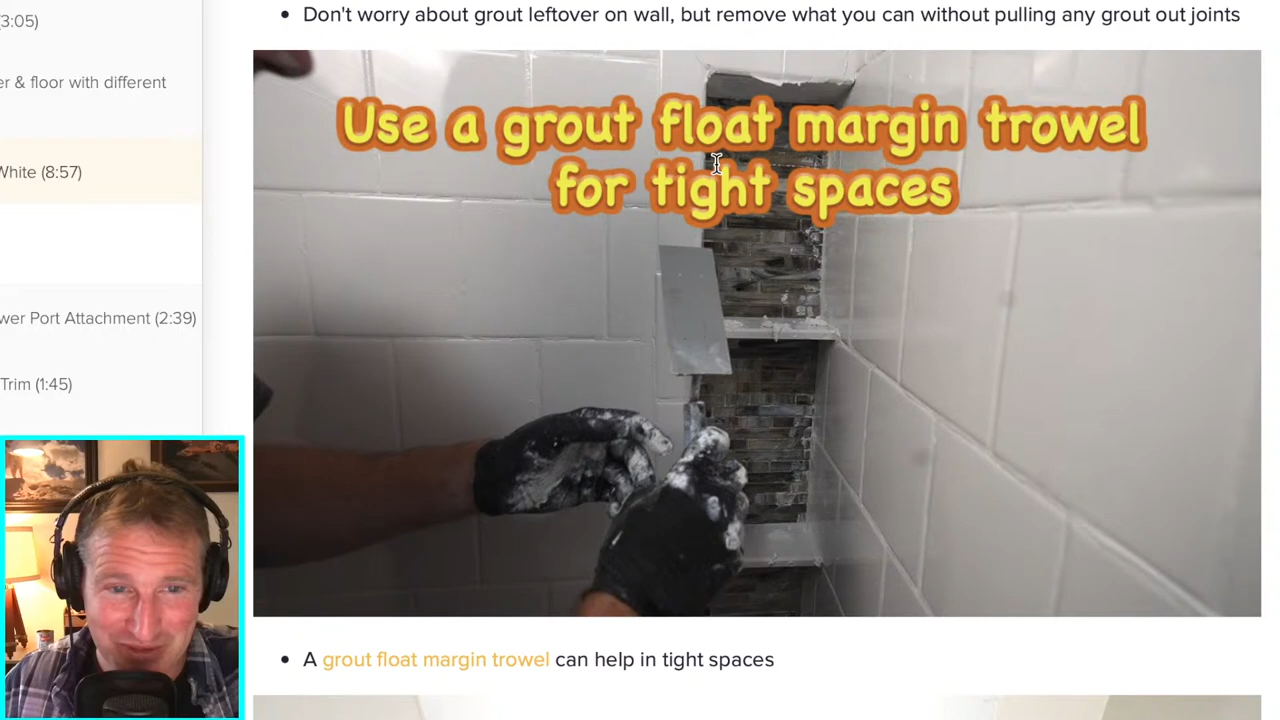 Don't worry about grout leftover on wall, but remove what you can without pulling any grout out joints
(3:05)
er & floor with different
White (8:57)
wer Port Attachment (2:39)
Trim (1:45)
Use a grout float margin trowel
for tight spaces
A grout float margin trowel can help in tight spaces